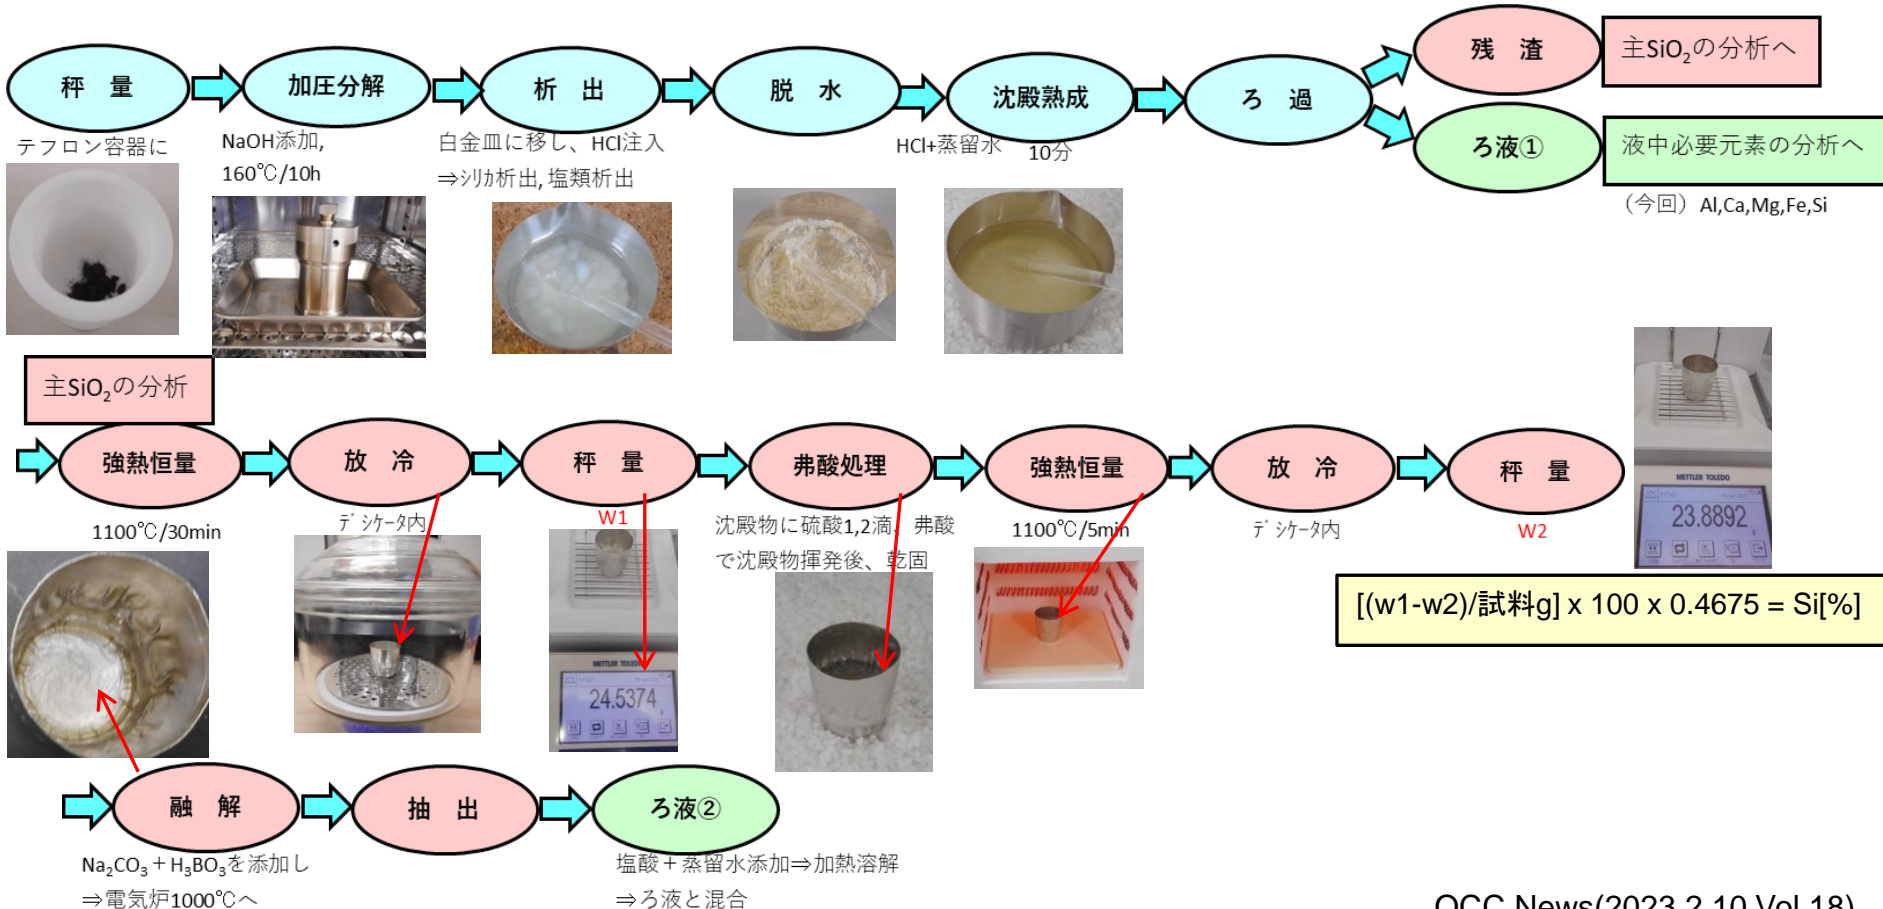 秤　量
加圧分解
析　出
脱　水
沈殿熟成
ろ　過
残　渣
主SiO₂の分析へ
ろ液①
液中必要元素の分析へ
（今回）Al,Ca,Mg,Fe,Si
テフロン容器に
NaOH添加,
160℃/10h
白金皿に移し、HCl注入
⇒シリカ析出,塩類析出
HCl+蒸留水
10分
主SiO₂の分析
強熱恒量
放　冷
秤　量
弗酸処理
強熱恒量
放　冷
秤　量
1100℃/30min
デシケータ内
W1
沈殿物に硫酸1,2滴、弗酸
で沈殿物揮発後、乾固
1100℃/5min
デシケータ内
W2
METTLER TOLEDO
23.8892
METTLER TOLEDO
24.5374
[(w1-w2)/試料g] x 100 x 0.4675 = Si[%]
融　解
抽　出
ろ液②
Na₂CO₃＋H₃BO₃を添加し
⇒電気炉1000℃へ
塩酸＋蒸留水添加⇒加熱溶解
⇒ろ液と混合
OCC News(2023.2.10 Vol.18)